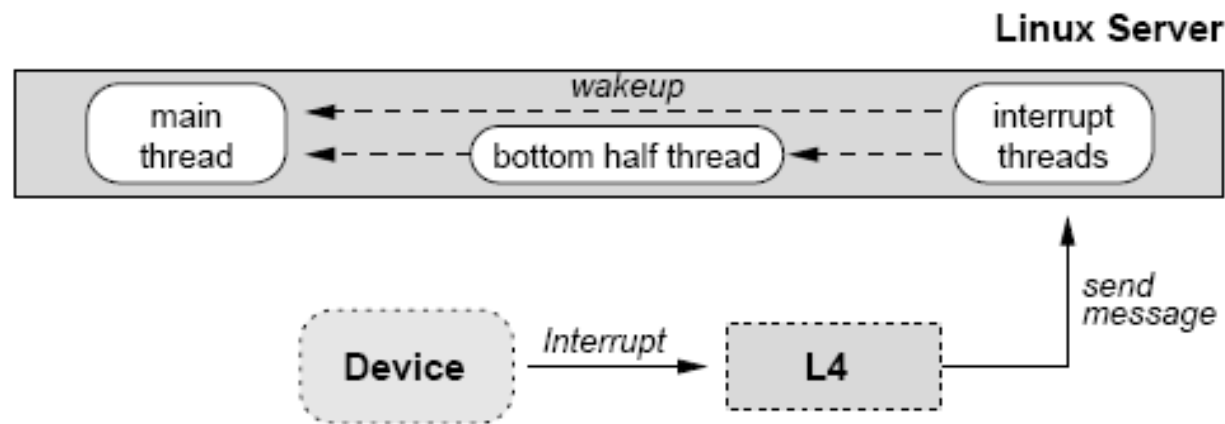 Linux Server
wakeup
main
thread
bottom half thread
interrupt
threads
send
message
Device
Interrupt
L4